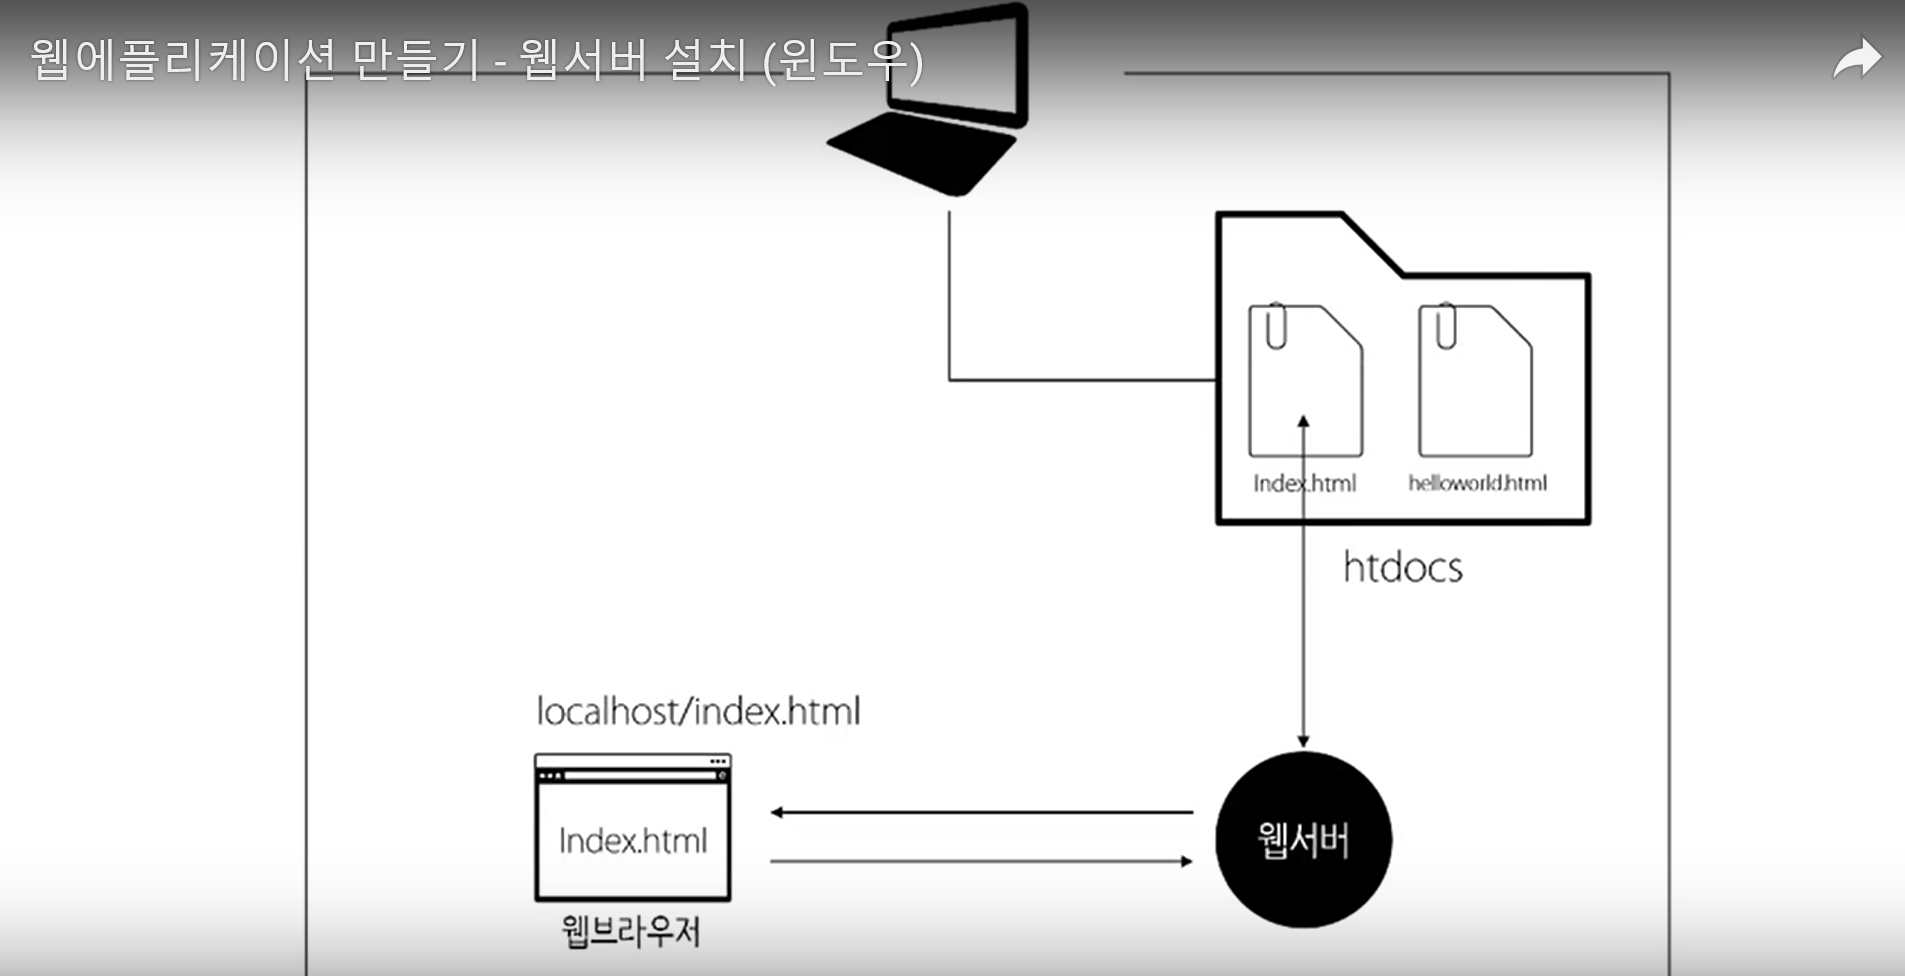 웹에플리케이션 만들기 - 웹서버 설치 (윈도우)
Index.html
helloworld.html
htdocs
localhost/index.html
Index.html
웹서버
웹브라우저